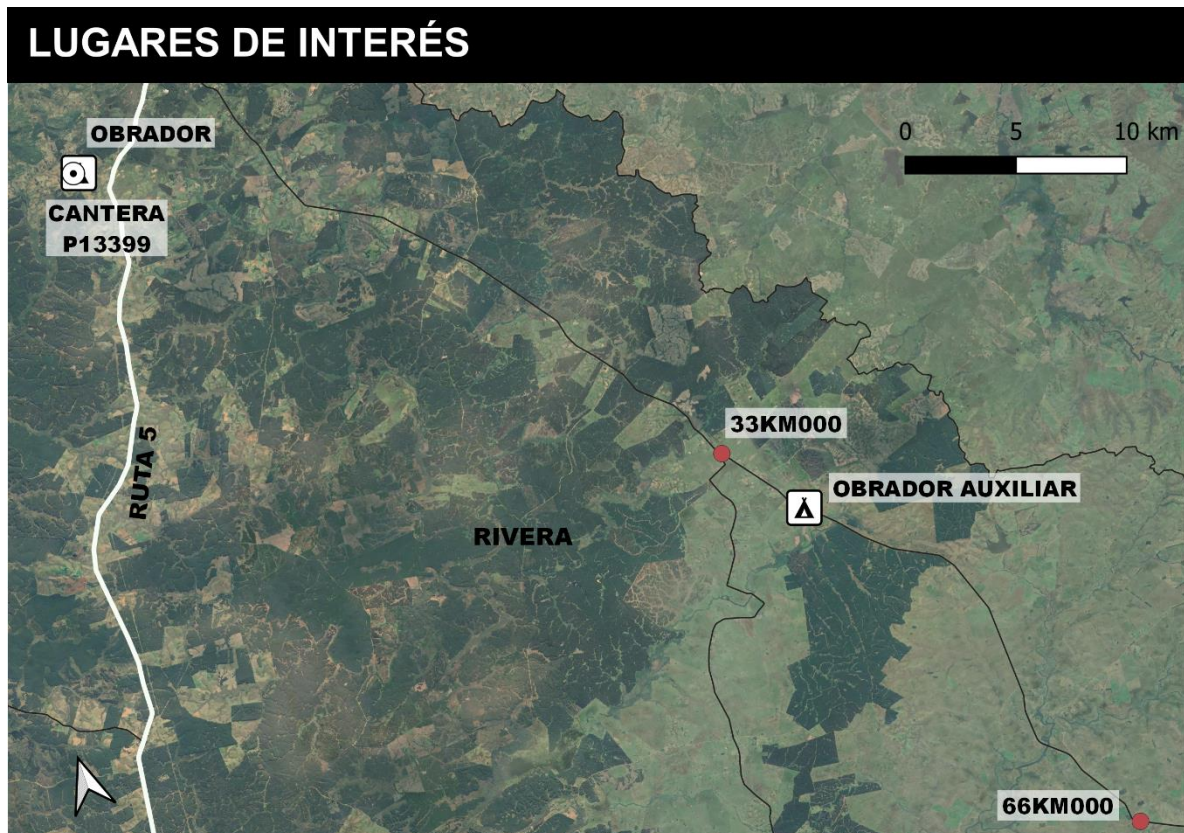 LUGARES DE INTERÉS
OBRADOR
0 5 10 km
CANTERA
P13399
33KM000
RUTA 5
OBRADOR AUXILIAR
RIVERA
66KM000